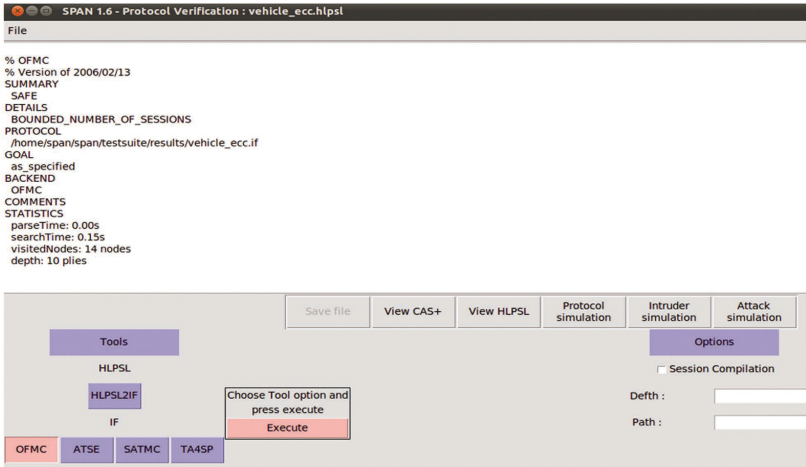 SPAN 1.6 - Protocol Verification : vehicle_ecc.hlpsl
File
% OFMC
% Version of 2006/02/13
SUMMARY
SAFE
DETAILS
BOUNDED_NUMBER_OF_SESSIONS
PROTOCOL
/home/span/span/testsuite/results/vehicle_ecc.if
GOAL
as_specified
BACKEND
OFMC
COMMENTS
STATISTICS
parseTime: 0.00s
searchTime: 0.15s
visitedNodes: 14 nodes
depth: 10 plies
Save file
View CAS+
View HLPSL
Protocol
simulation
Intruder
simulation
Attack
simulation
Tools
HLPSL
HLPSL2IF
IF
OFMC
ATSE
SATMC
TA4SP
Choose Tool option and
press execute
Execute
Options
Session Compilation
Defth :
Path :